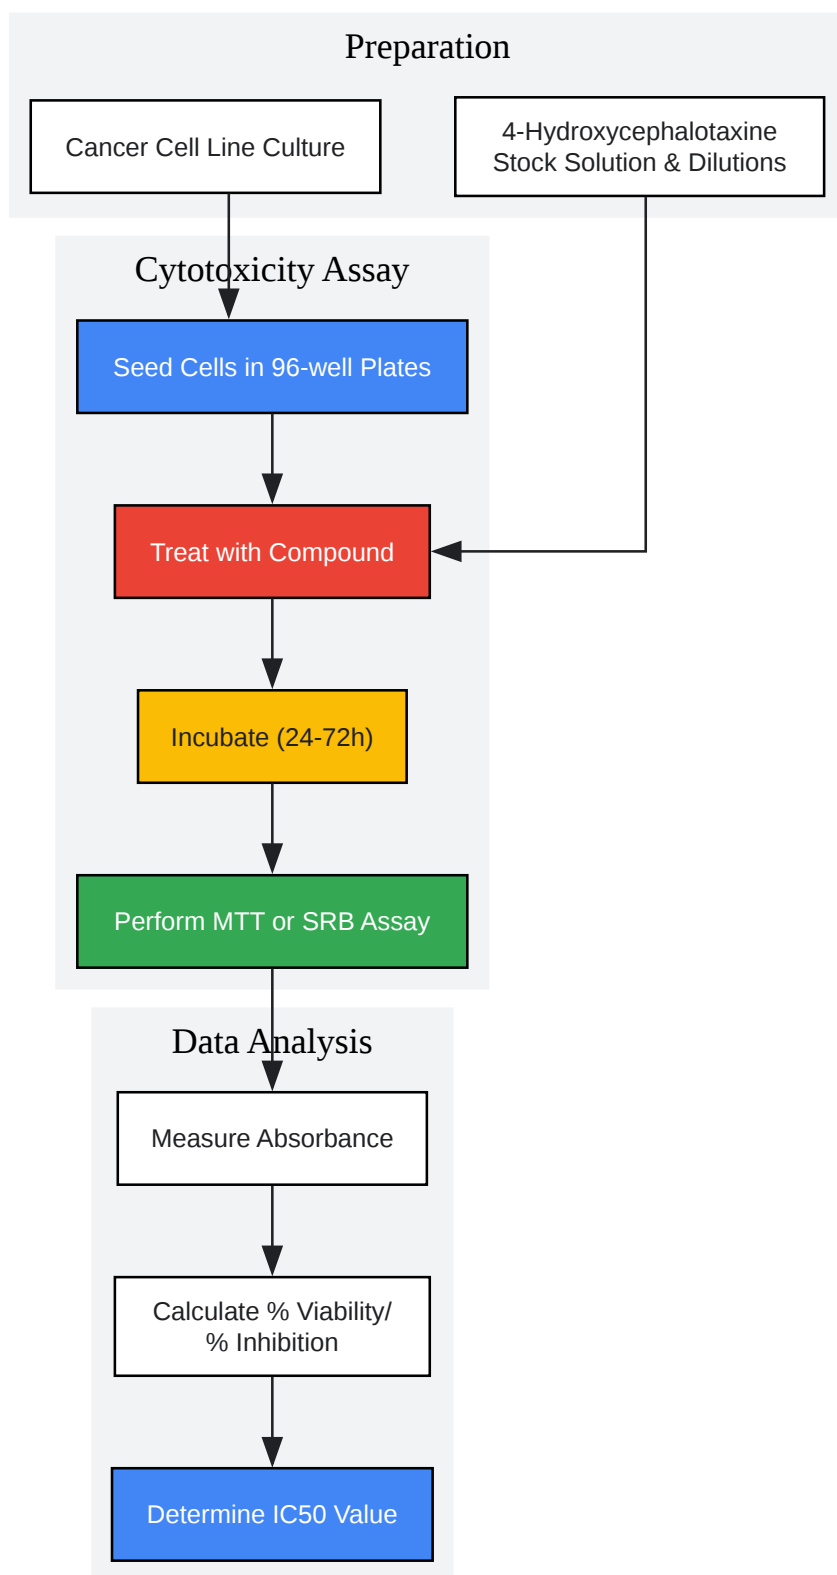 Preparation
Cancer Cell Line Culture
4-Hydroxycephalotaxine
Stock Solution & Dilutions
Cytotoxicity Assay
Seed Cells in 96-well Plates
Treat with Compound
Incubate (24-72h)
Perform MTT or SRB Assay
Data Analysis
Measure Absorbance
Calculate % Viability/
% Inhibition
Determine IC50 Value